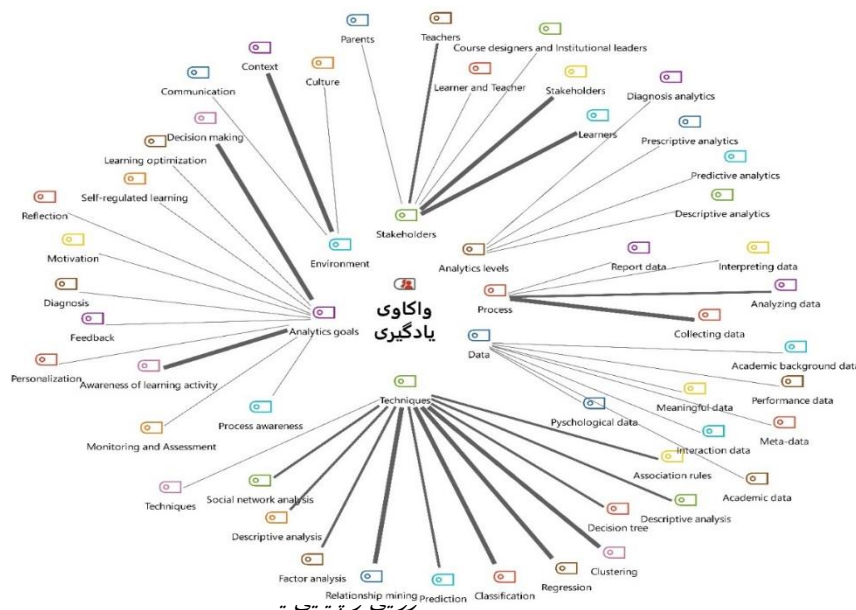 Parents
Teachers
Course designers and Institutional leaders
Context
Culture
Learner and Teacher
Stakeholders
Communication
Diagnosis analytics
Learners
Decision making
Prescriptive analytics
Learning optimization
Predictive analytics
Self-regulated learning
Descriptive analytics
Reflection
Stakeholders
Motivation
Environment
Analytics levels
Report data
Interpreting data
Diagnosis
واکاوی
یادگیری
Process
Analyzing data
Feedback
Analytics goals
Collecting data
Data
Personalization
Awareness of learning activity
Academic background data
Techniques
Meaningful data
Performance data
Process awareness
Pyschological data
Monitoring and Assessment
Interaction data
Meta-data
Association rules
Techniques
Social network analysis
Academic data
Descriptive analysis
Decision tree
Descriptive analysis
Factor analysis
Relationship mining
Prediction
Classification
Regression
Clustering